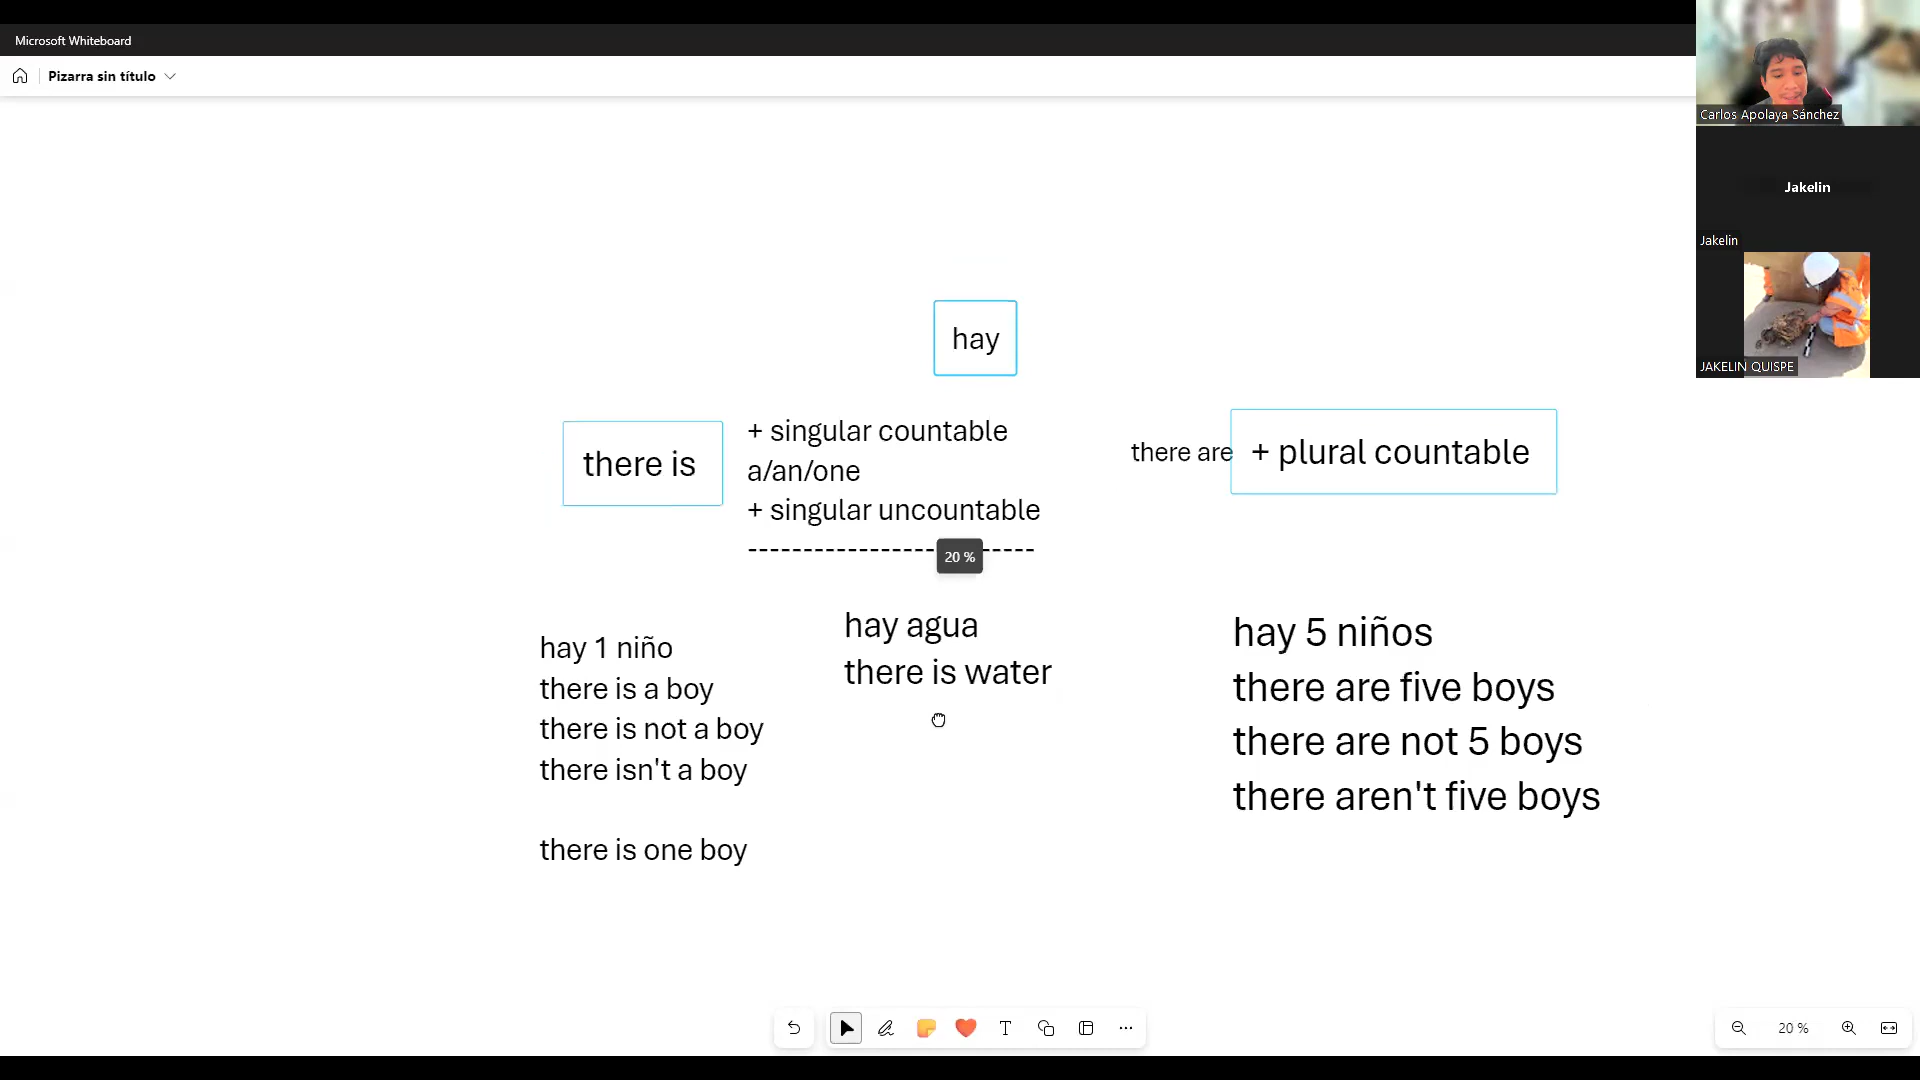 Microsoft Whiteboard
Pizarra sin título
Carlos Apolaya Sánchez
Jakelin
Jakelin
JAKELIN QUISPE
hay
there is
+ singular countable
a/an/one
+ singular uncountable
-------------------------------
20 %
there are
+ plural countable
hay 1 niño
there is a boy
there is not a boy
there isn't a boy
there is one boy
hay agua
there is water
hay 5 niños
there are five boys
there are not 5 boys
there aren't five boys
20 %